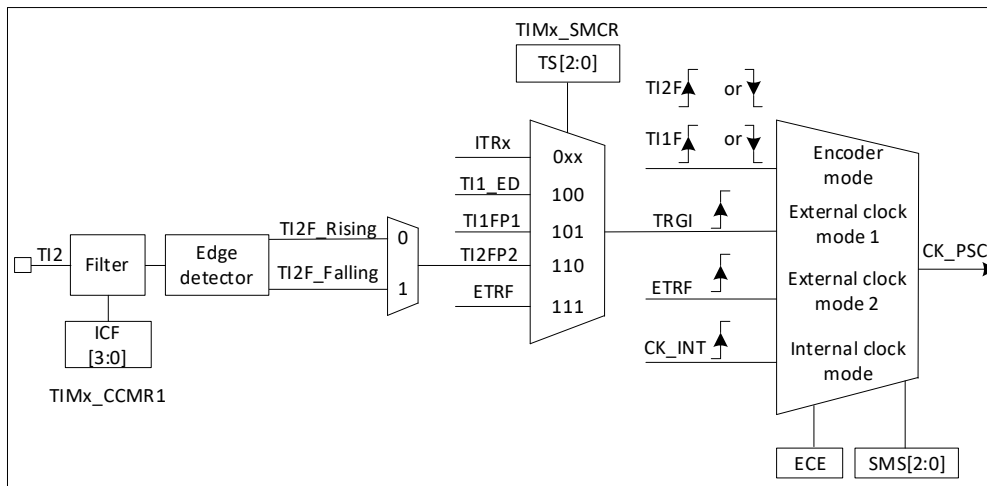 TIMx_SMCR
TS[2:0]
TI2F or
TI1F or
ITRx
0xx
Encoder
mode
TI1_ED
100
TI1FP1
101
TRGI
External clock
mode 1
TI2
Filter
Edge
detector
TI2F_Rising
0
TI2F_Falling
1
TI2FP2
110
ETRF
111
ETRF
External clock
mode 2
CK_PSC
CK_INT
Internal clock
mode
ICF
[3:0]
TIMx_CCMR1
ECE
SMS[2:0]